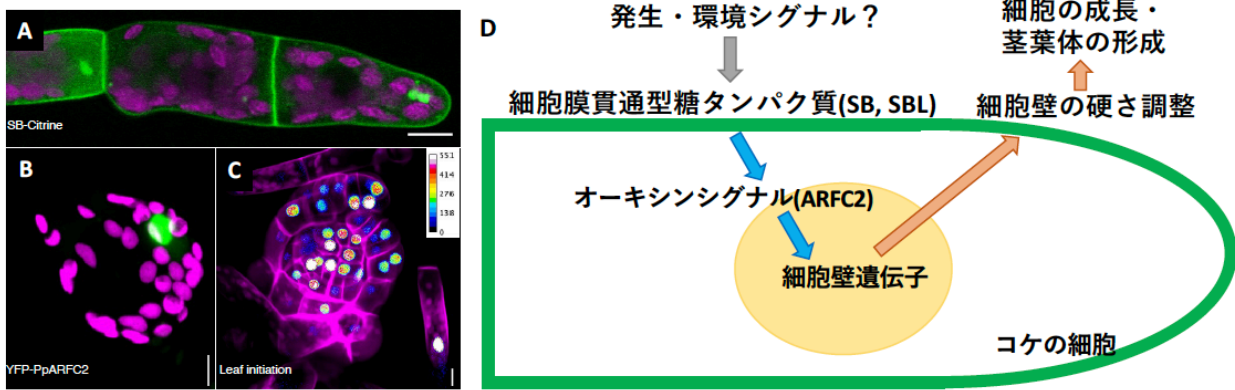 A
SB-Citrine
B
YFP-PpARFC2
C
551
414
276
138
0
Leaf initiation
D
発生・環境シグナル？
細胞膜貫通型糖タンパク質(SB, SBL)
オーキシンシグナル(ARFC2)
細胞壁遺伝子
細胞の成長・
茎葉体の形成
細胞壁の硬さ調整
コケの細胞